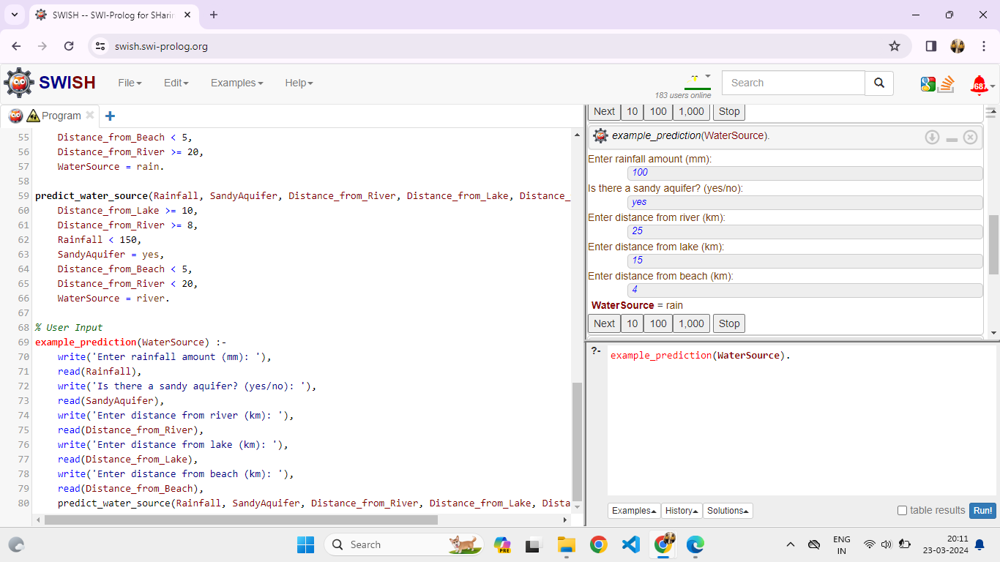 SWISH -- SWI-Prolog for SHarin
swish.swi-prolog.org
SWISH File Edit Examples Help
183 users online
Search
687
Program
55 Distance_from_Beach < 5,
56 Distance_from_River >= 20,
57 WaterSource = rain.
58
59 predict_water_source(Rainfall, SandyAquifer, Distance_from_River, Distance_from_Lake, Distance_
60 Distance_from_Lake >= 10,
61 Distance_from_River >= 8,
62 Rainfall < 150,
63 SandyAquifer = yes,
64 Distance_from_Beach < 5,
65 Distance_from_River < 20,
66 WaterSource = river.
67
68 % User Input
69 example_prediction(WaterSource) :-
70 write('Enter rainfall amount (mm): '),
71 read(Rainfall),
72 write('Is there a sandy aquifer? (yes/no): '),
73 read(SandyAquifer),
74 write('Enter distance from river (km): '),
75 read(Distance_from_River),
76 write('Enter distance from lake (km): '),
77 read(Distance_from_Lake),
78 write('Enter distance from beach (km): '),
79 read(Distance_from_Beach),
80 predict_water_source(Rainfall, SandyAquifer, Distance_from_River, Distance_from_Lake, Dista
Next 10 100 1,000 Stop
example_prediction(WaterSource).
Enter rainfall amount (mm):
100
Is there a sandy aquifer? (yes/no):
yes
Enter distance from river (km):
25
Enter distance from lake (km):
15
Enter distance from beach (km):
4
WaterSource = rain
Next 10 100 1,000 Stop
?- example_prediction(WaterSource).
Examples History Solutions table results Run!
Search
PRE
ENG
IN
20:11
23-03-2024